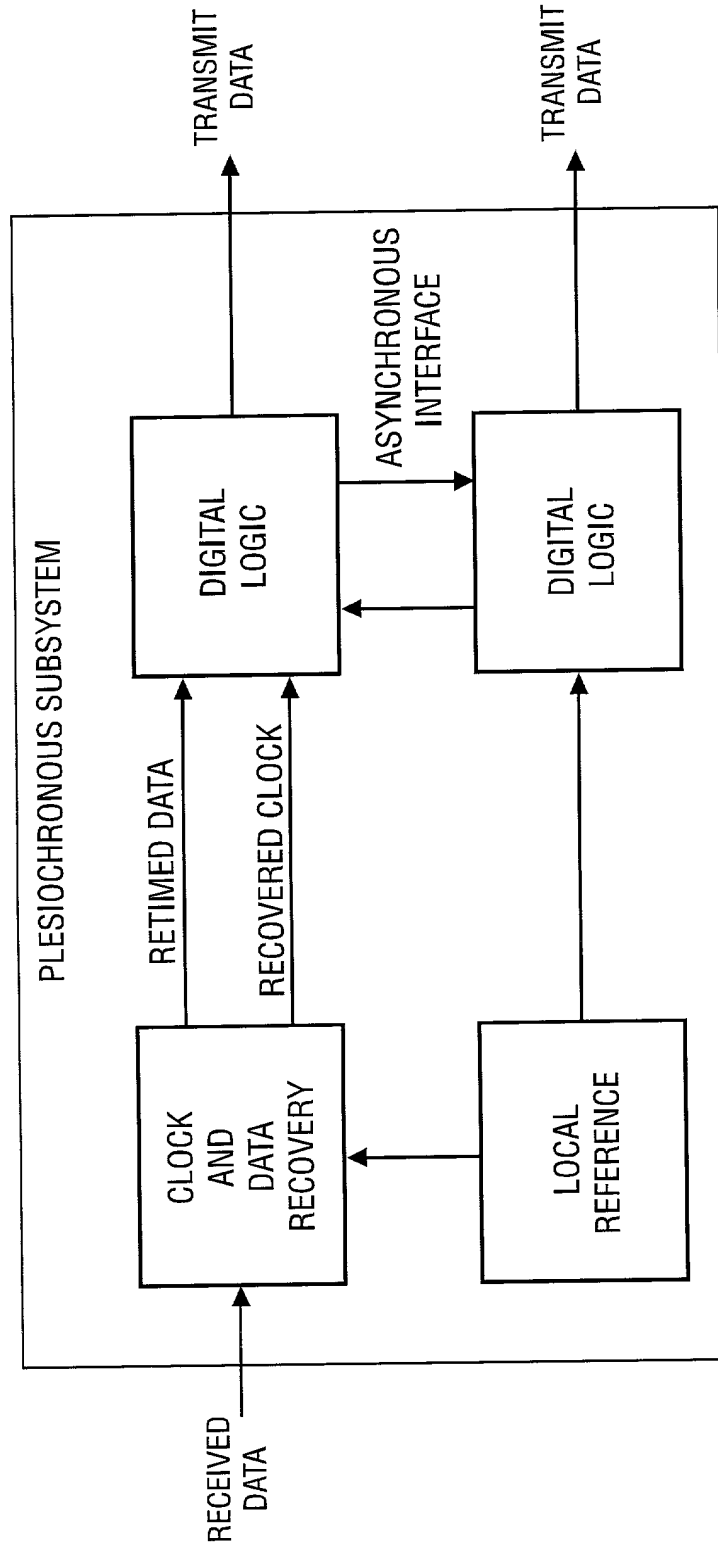 PLESIOCHRONOUS SUBSYSTEM
RECEIVED
DATA
CLOCK
AND
DATA
RECOVERY
RETIMED DATA
RECOVERED CLOCK
DIGITAL
LOGIC
TRANSMIT
DATA
ASYNCHRONOUS
INTERFACE
LOCAL
REFERENCE
DIGITAL
LOGIC
TRANSMIT
DATA